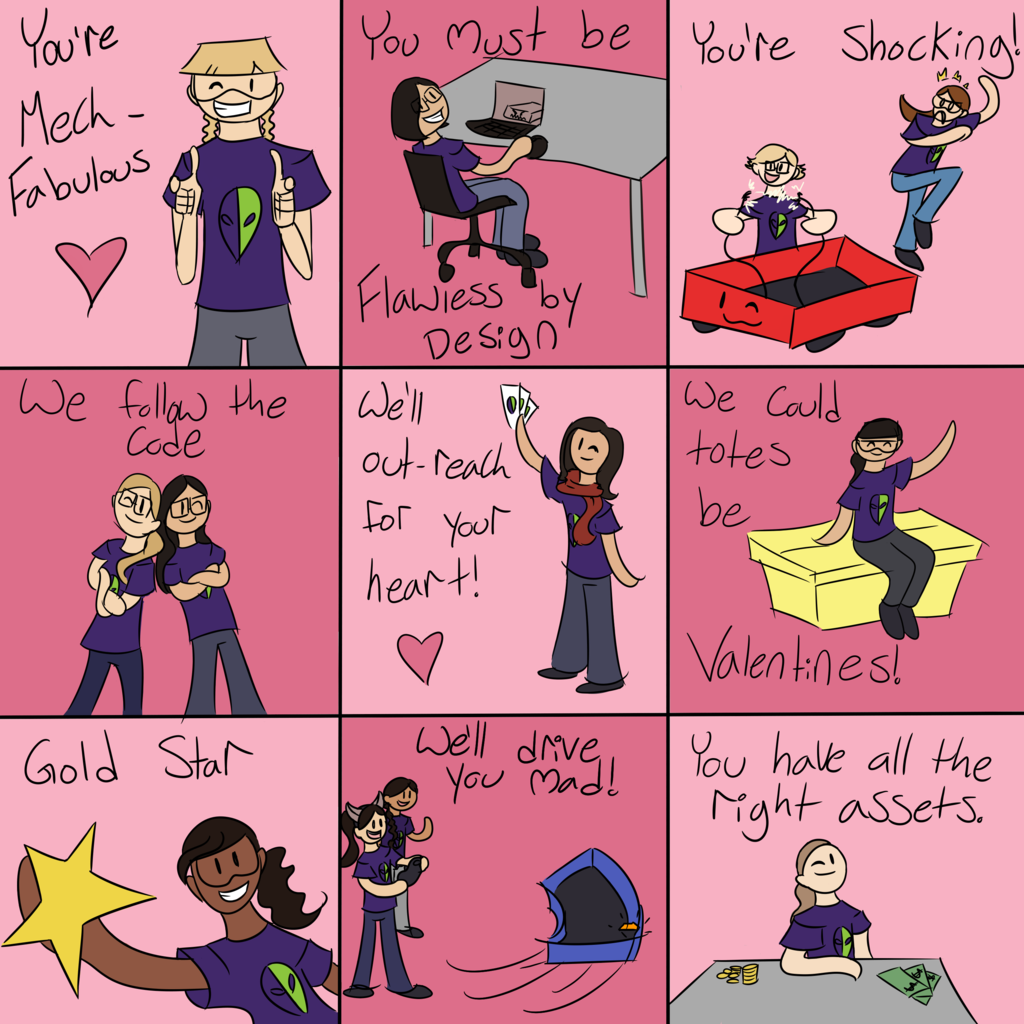 You're
Mech-
Fabulous
You Must be
Flawless by
Design
You're Shocking!
We follow the
Code
We'll
out-reach
for your
heart!
We Could
totes
be
Valentines!
Gold Star
We'll drive
you Mad!
You have all the
right assets.